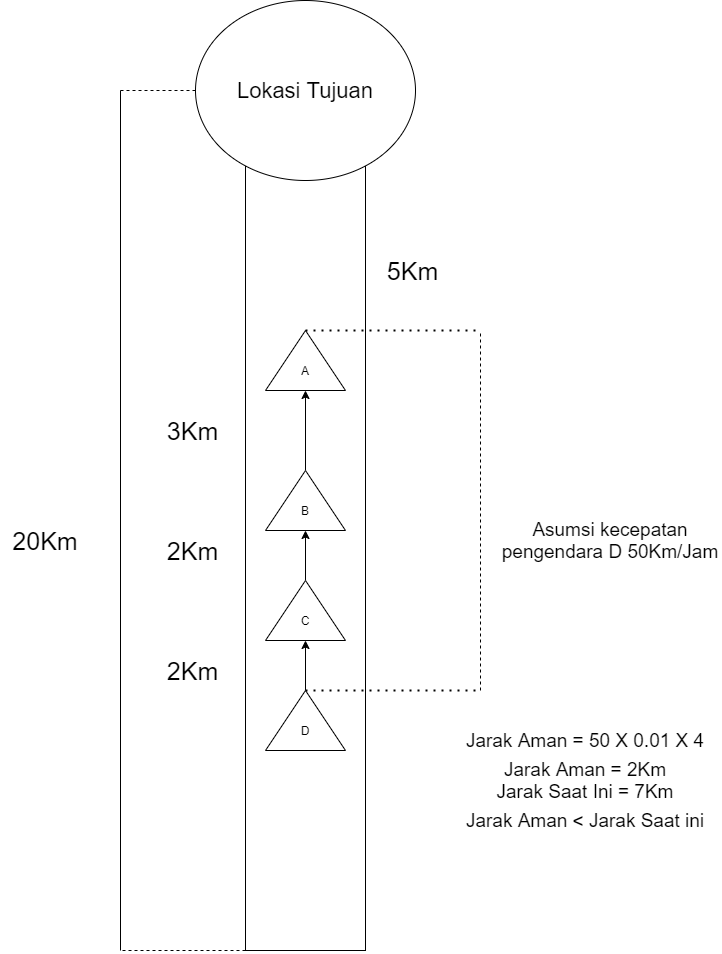 Lokasi Tujuan
5Km
A
3Km
B
20Km
2Km
Asumsi kecepatan
pengendara D 50Km/Jam
C
2Km
D
Jarak Aman = 50 X 0.01 X 4
Jarak Aman = 2Km
Jarak Saat Ini = 7Km
Jarak Aman < Jarak Saat ini